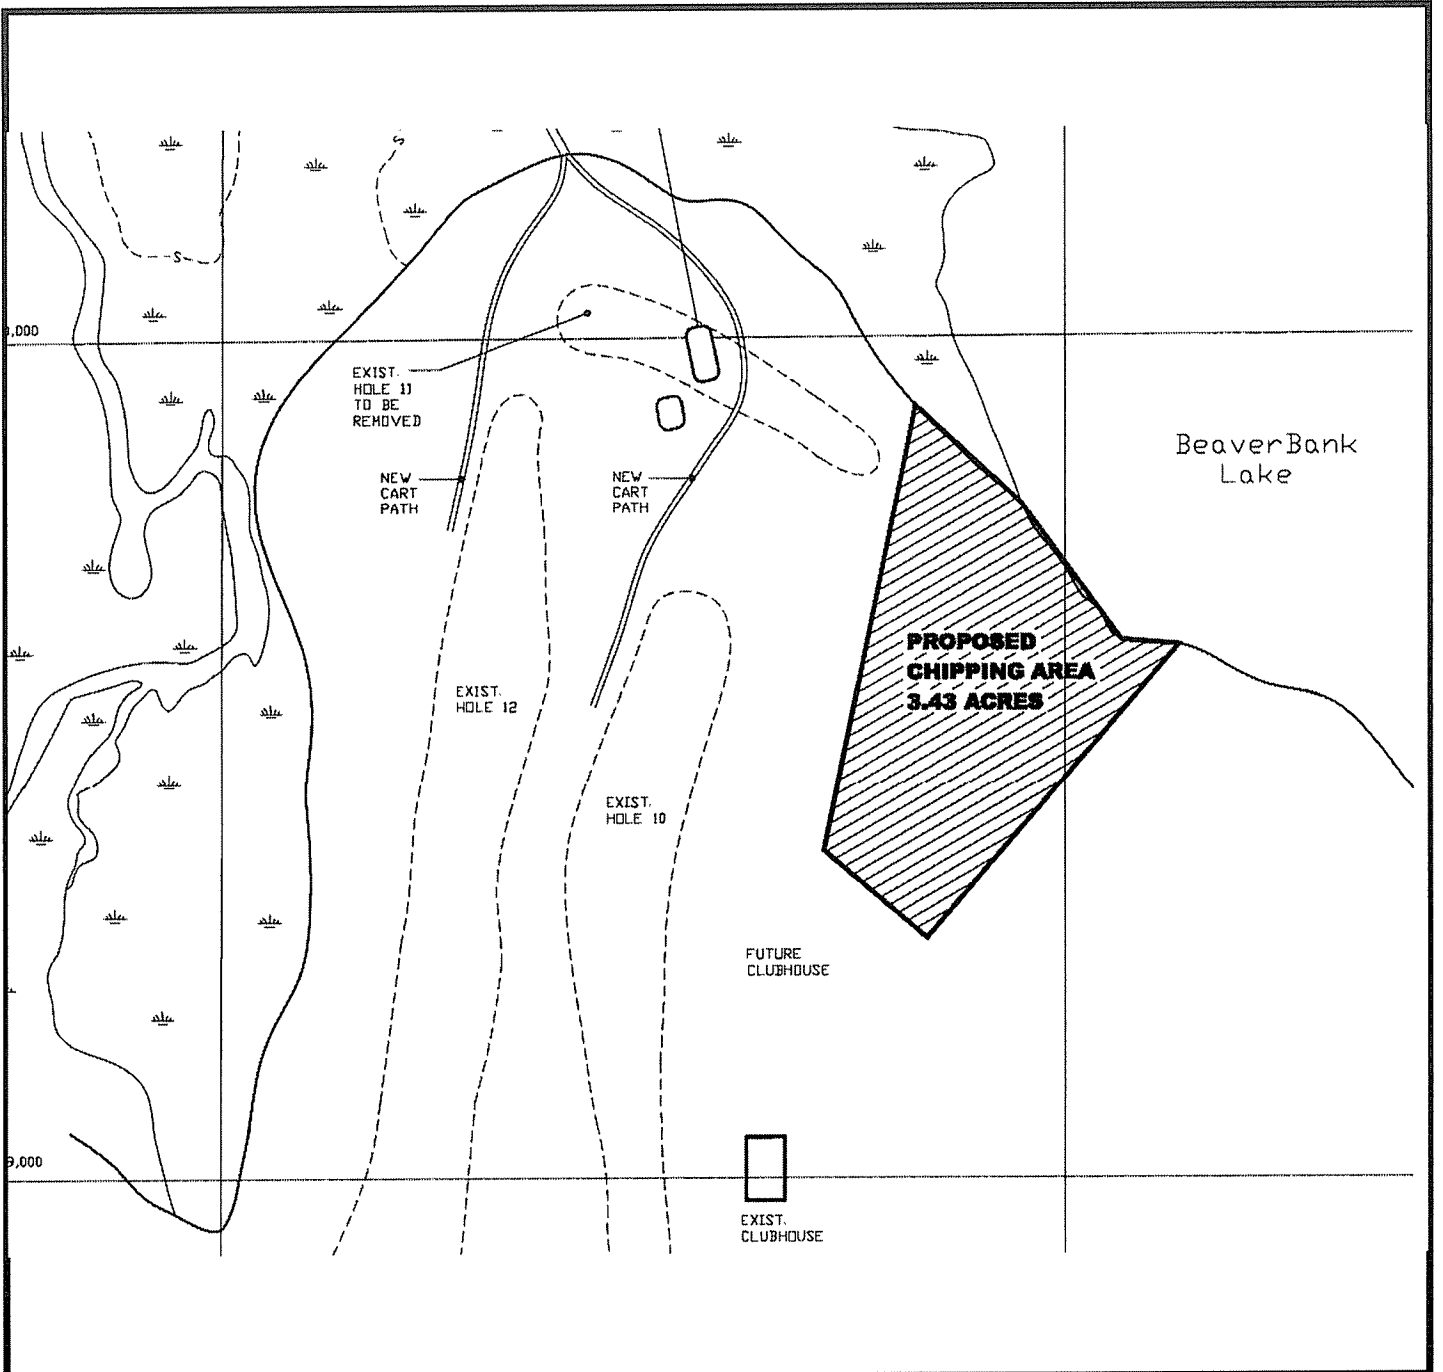 S
S
,000
EXIST.
HOLE 11
TO BE
REMOVED
BeaverBank
Lake
NEW
CART
PATH
NEW
CART
PATH
PROPOSED
CHIPPING AREA
3.43 ACRES
EXIST.
HOLE 12
EXIST.
HOLE 10
FUTURE
CLUBHOUSE
9,000
EXIST.
CLUBHOUSE